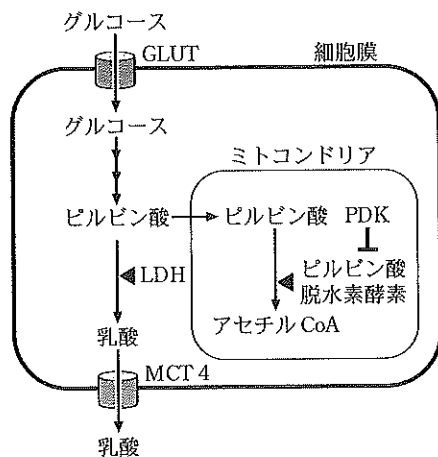 グルコース
GLUT
細胞膜
グルコース
ミトコンドリア
ピルビン酸
ピルビン酸
PDK
LDH
ピルビン酸
脱水素酵素
アセチルCoA
乳酸
MCT 4
乳酸